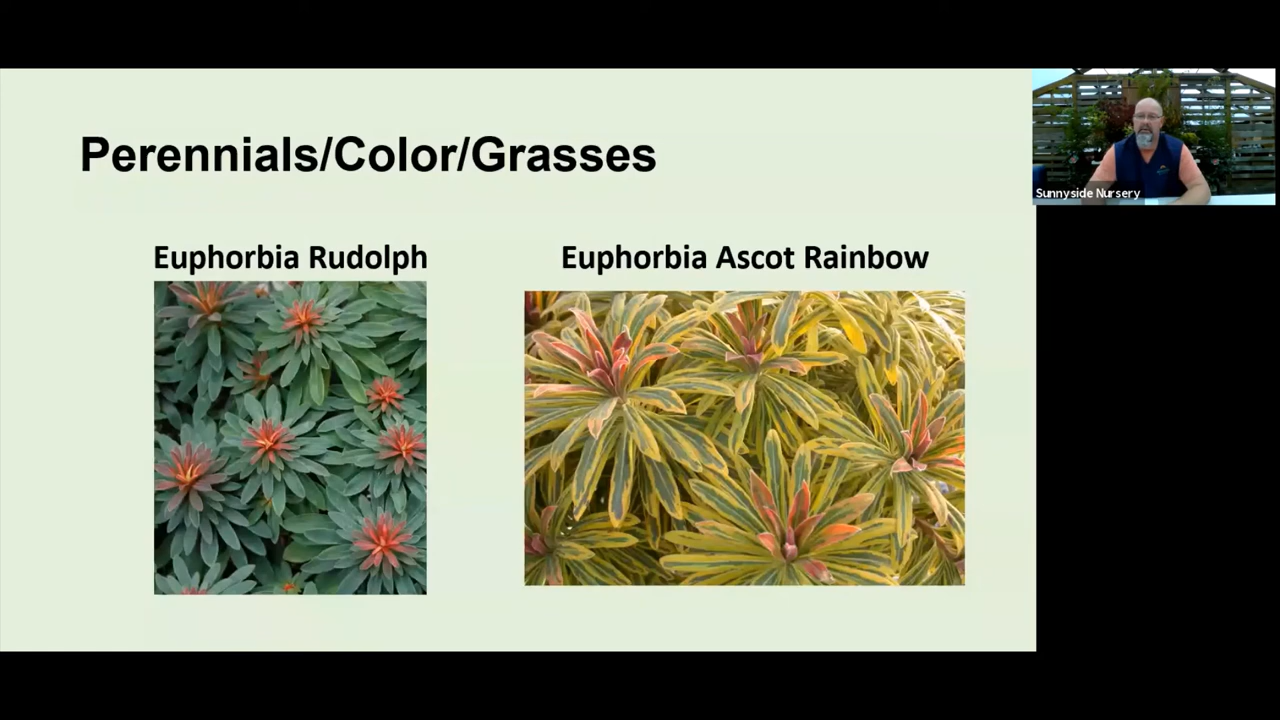 Perennials/Color/Grasses
Euphorbia Rudolph
Euphorbia Ascot Rainbow
Sunnyside Nursery